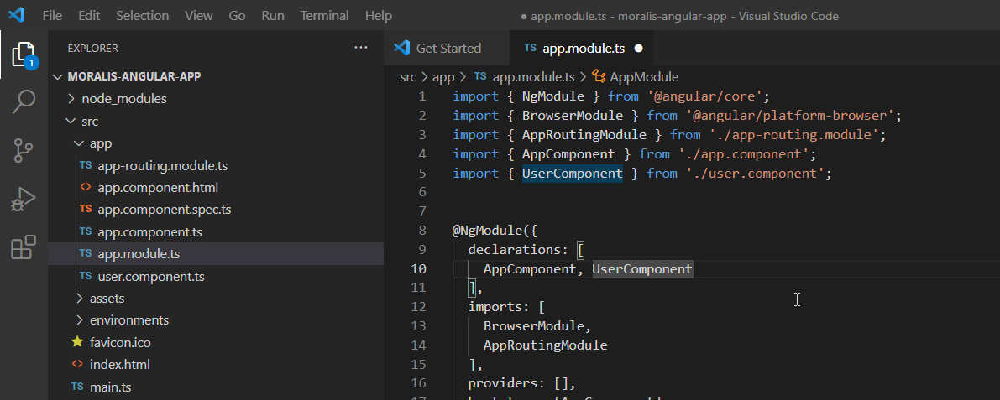 File Edit Selection View Go Run Terminal Help ● app.module.ts - moralis-angular-app - Visual Studio Code
EXPLORER ···
1
MORALIS-ANGULAR-APP
node_modules
src
app
TS app-routing.module.ts
<> app.component.html
TS app.component.spec.ts
TS app.component.ts
TS app.module.ts
TS user.component.ts
assets
environments
favicon.ico
<> index.html
TS main.ts
Get Started TS app.module.ts ●
src > app > TS app.module.ts > AppModule
1 import { NgModule } from '@angular/core';
2 import { BrowserModule } from '@angular/platform-browser';
3 import { AppRoutingModule } from './app-routing.module';
4 import { AppComponent } from './app.component';
5 import { UserComponent } from './user.component';
6
7
8 @NgModule({
9 declarations: [
10 AppComponent, UserComponent
11 ],
12 imports: [
13 BrowserModule,
14 AppRoutingModule
15 ],
16 providers: [],